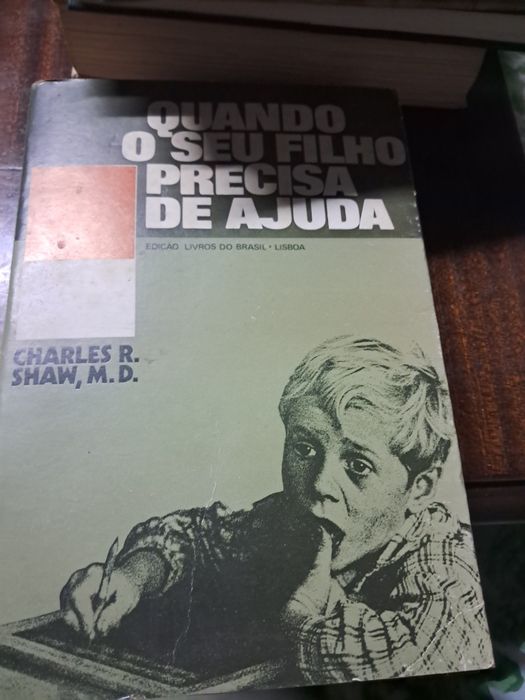 QUANDO
O SEU FILHO
PRECISA
DE AJUDA
EDIÇÃO LIVROS DO BRASIL • LISBOA
CHARLES R.
SHAW, M.D.